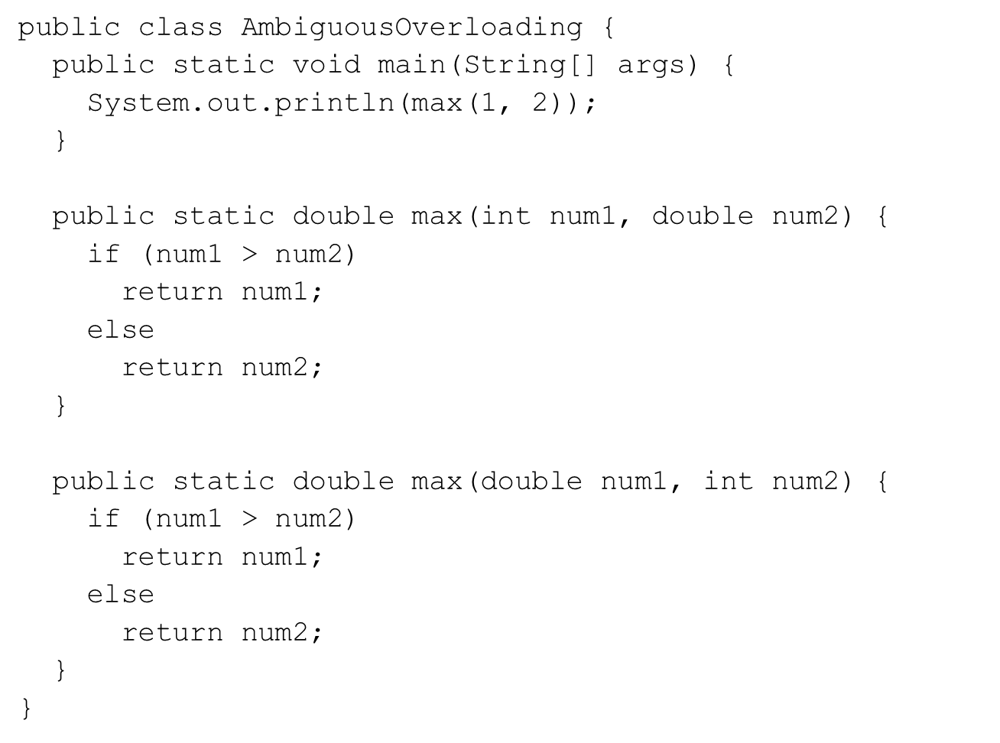 public class AmbiguousOverloading {
  public static void main(String[] args) {
    System.out.println(max(1, 2));
  }

  public static double max(int num1, double num2) {
    if (num1 > num2)
      return num1;
    else
      return num2;
  }

  public static double max(double num1, int num2) {
    if (num1 > num2)
      return num1;
    else
      return num2;
  }
}